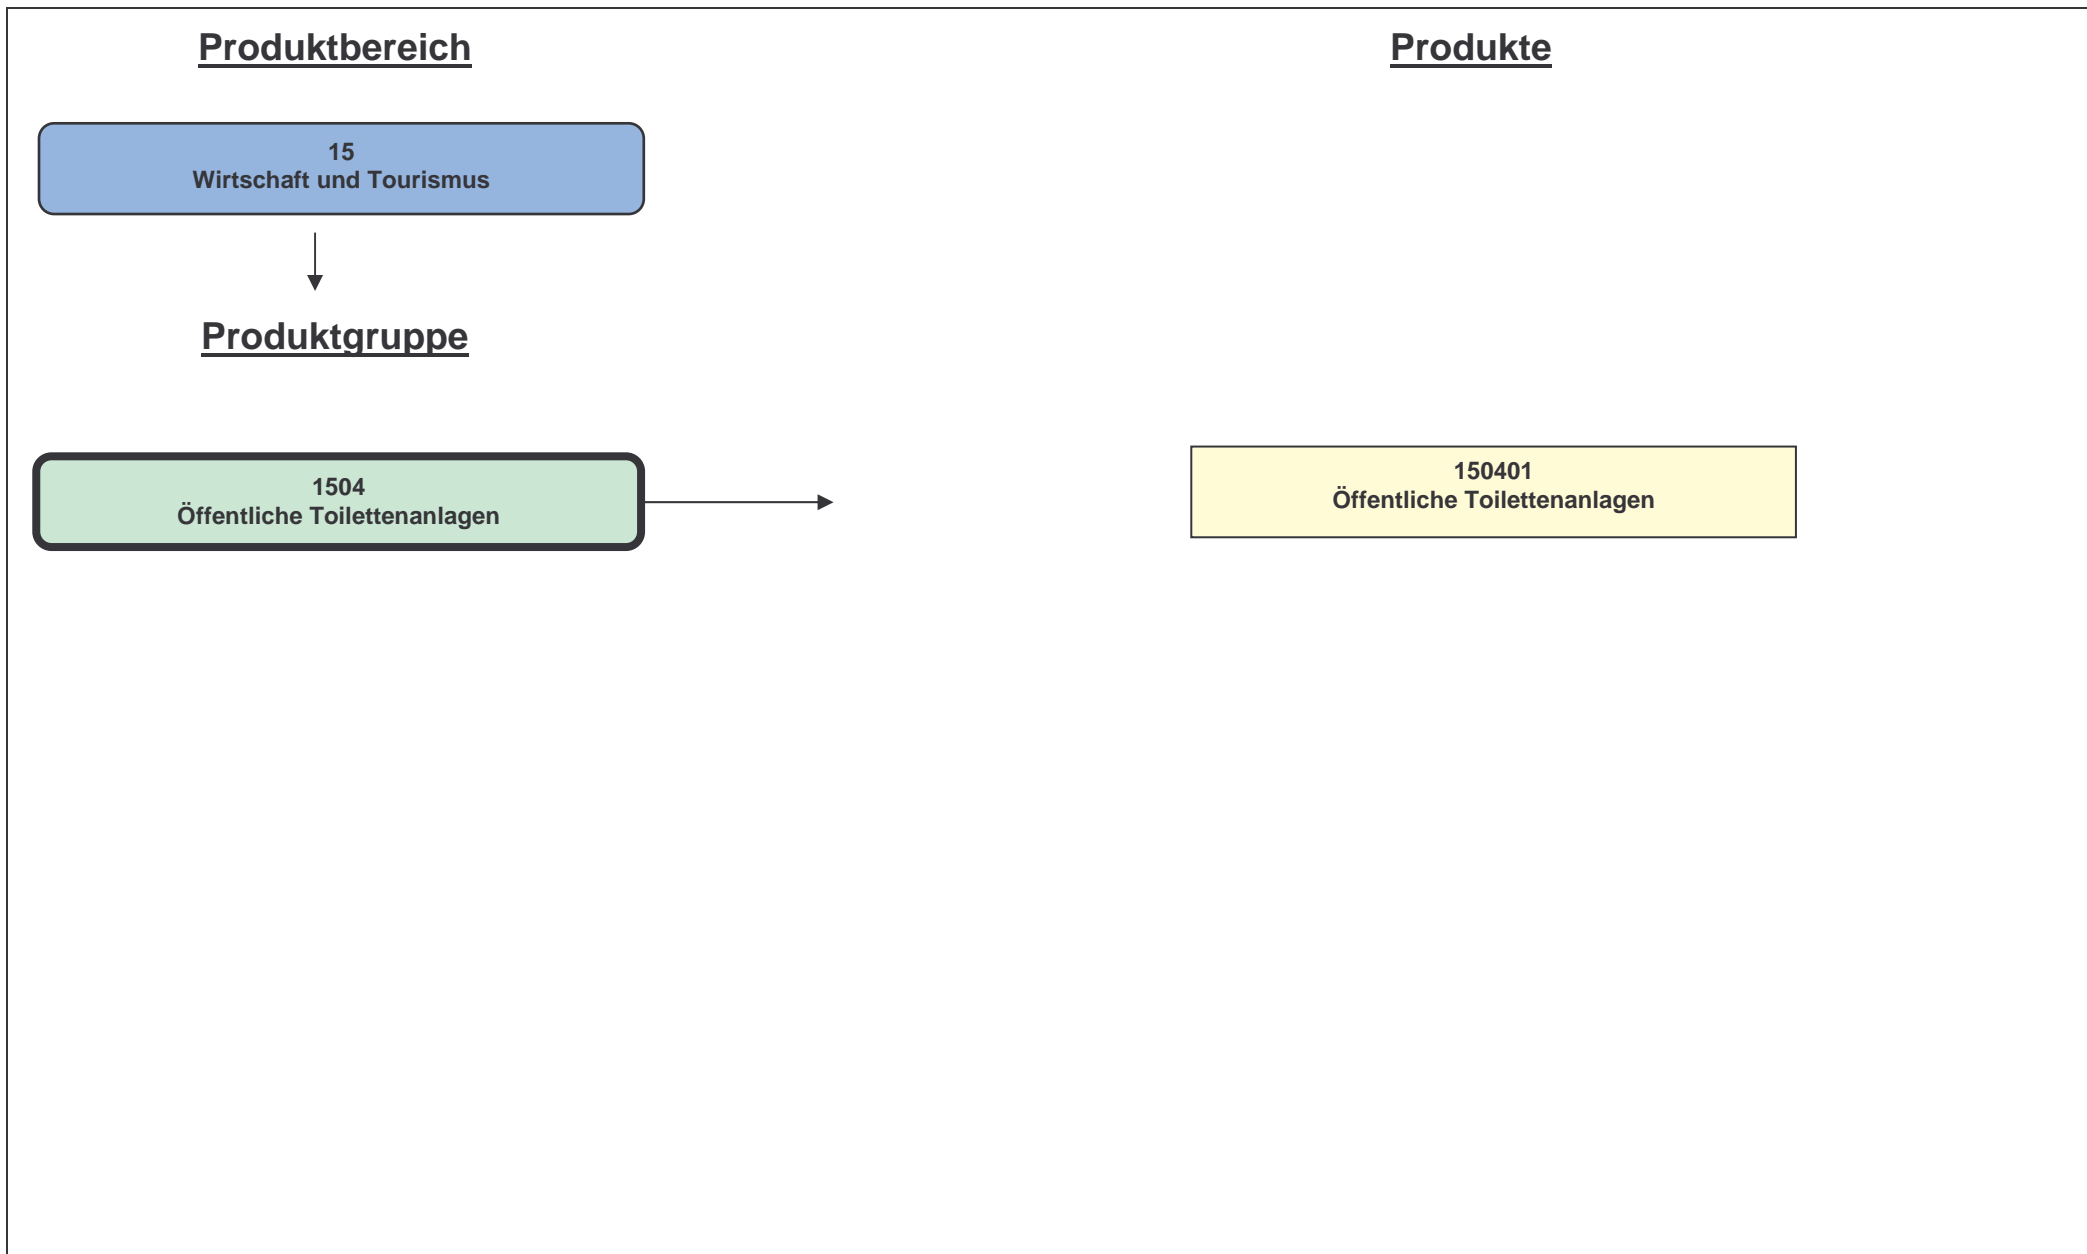 Produktbereich
Produkte
15
Wirtschaft und Tourismus
Produktgruppe
1504
Öffentliche Toilettenanlagen
150401
Öffentliche Toilettenanlagen